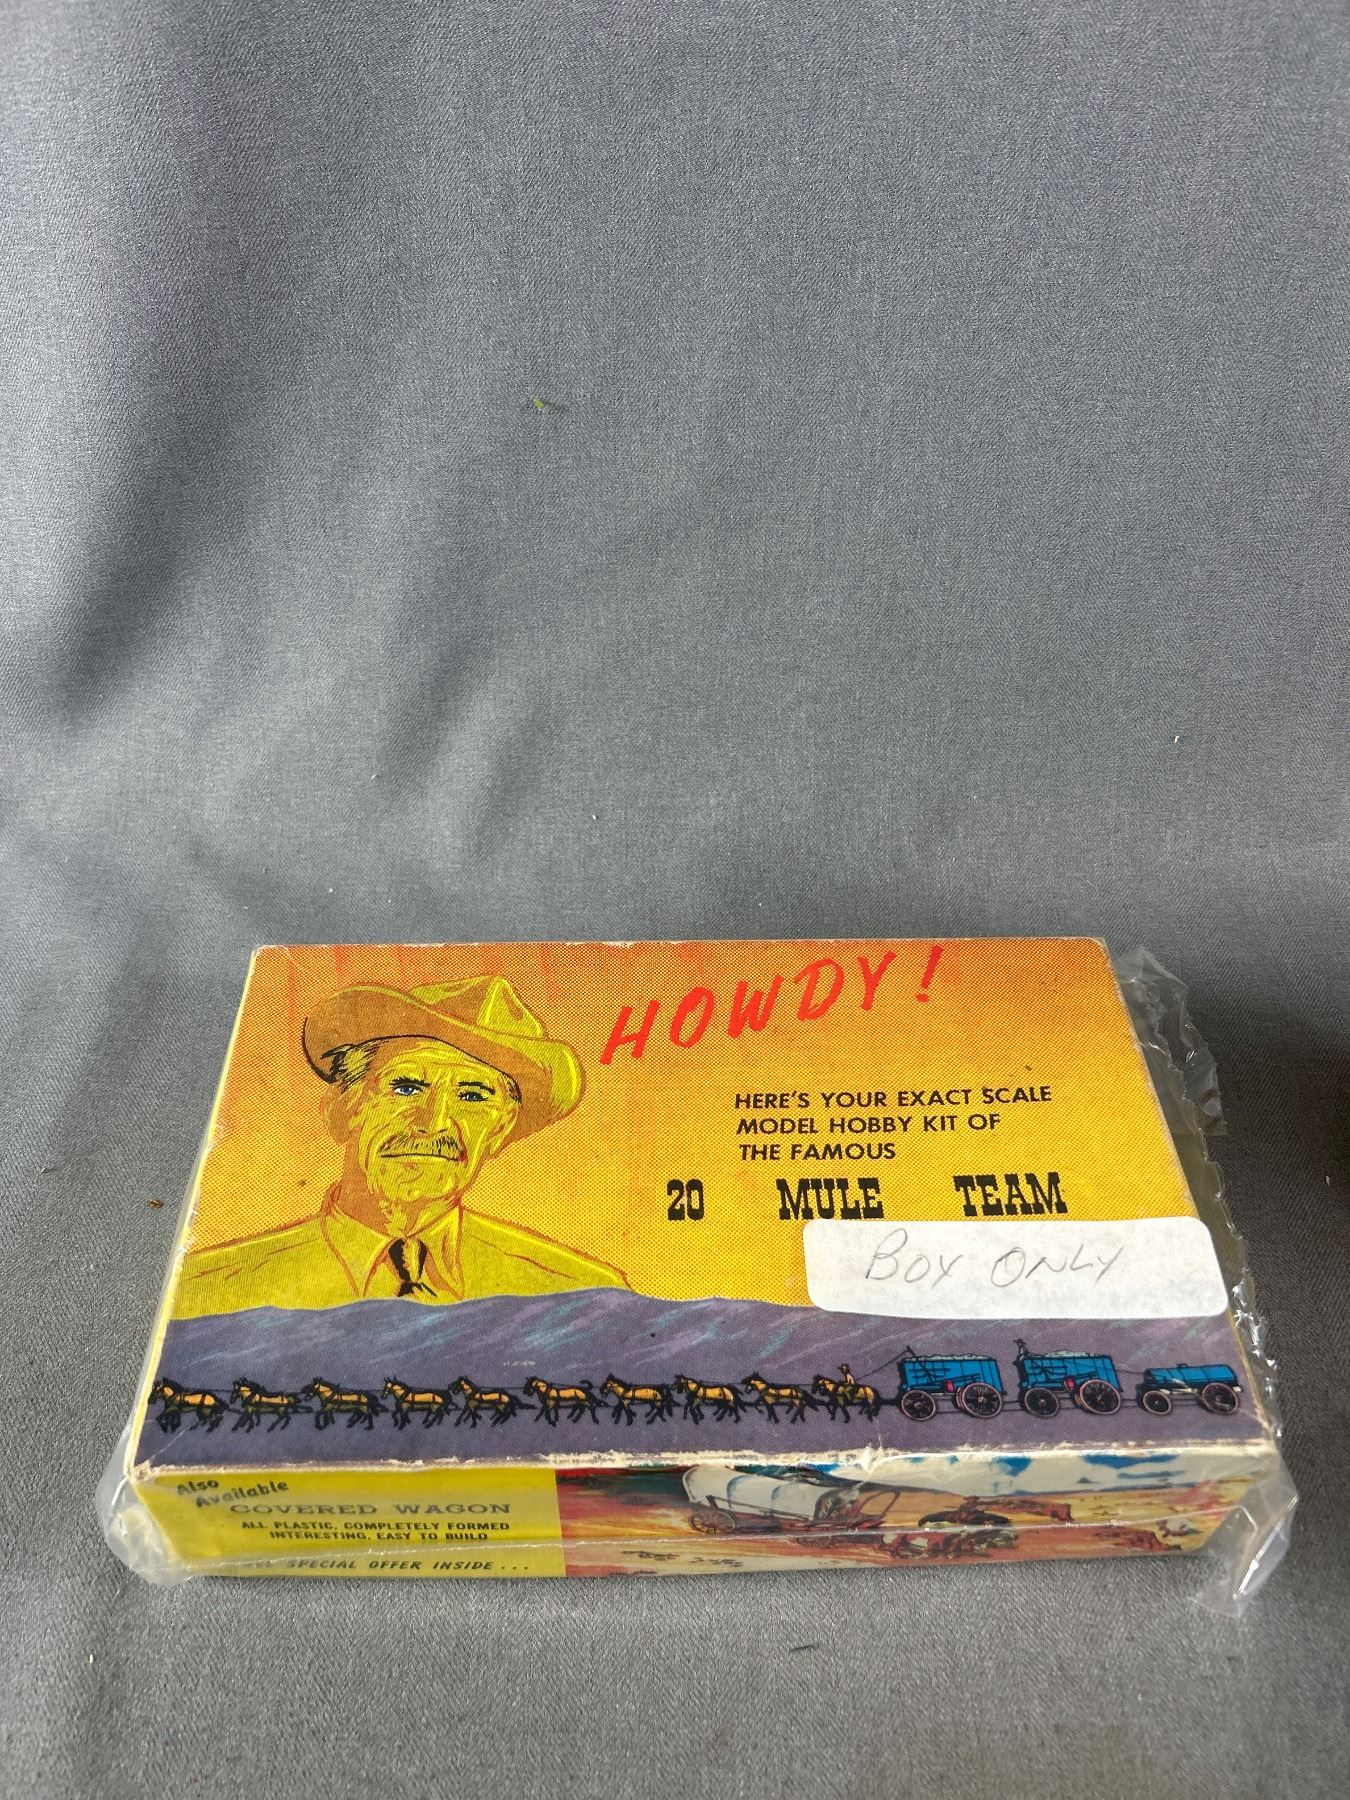 HOWDY!
HERE'S YOUR EXACT SCALE
MODEL HOBBY KIT OF
THE FAMOUS
20 MULE TEAM
BOX ONLY
Also
Available
COVERED WAGON
ALL PLASTIC, COMPLETELY FORMED
INTERESTING, EASY TO BUILD
SPECIAL OFFER INSIDE...